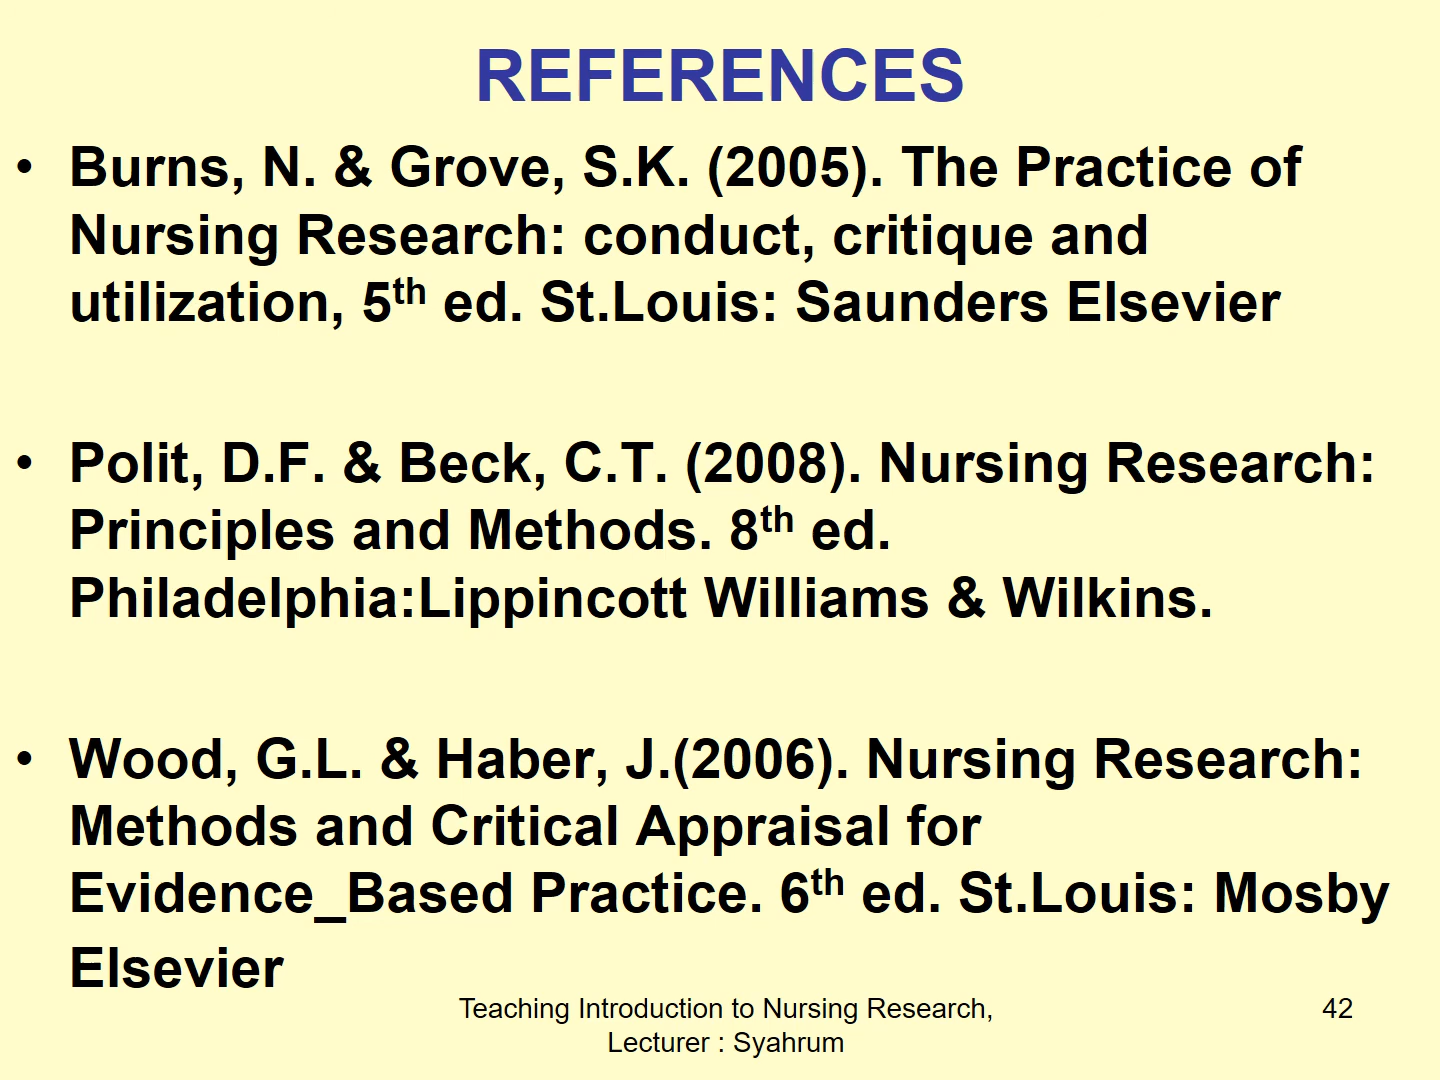 REFERENCES
• Burns, N. & Grove, S.K. (2005). The Practice of
Nursing Research: conduct, critique and
utilization, 5th ed. St.Louis: Saunders Elsevier
• Polit, D.F. & Beck, C.T. (2008). Nursing Research:
Principles and Methods. 8th ed.
Philadelphia:Lippincott Williams & Wilkins.
• Wood, G.L. & Haber, J.(2006). Nursing Research:
Methods and Critical Appraisal for
Evidence_Based Practice. 6th ed. St.Louis: Mosby
Elsevier
Teaching Introduction to Nursing Research,
Lecturer : Syahrum
42